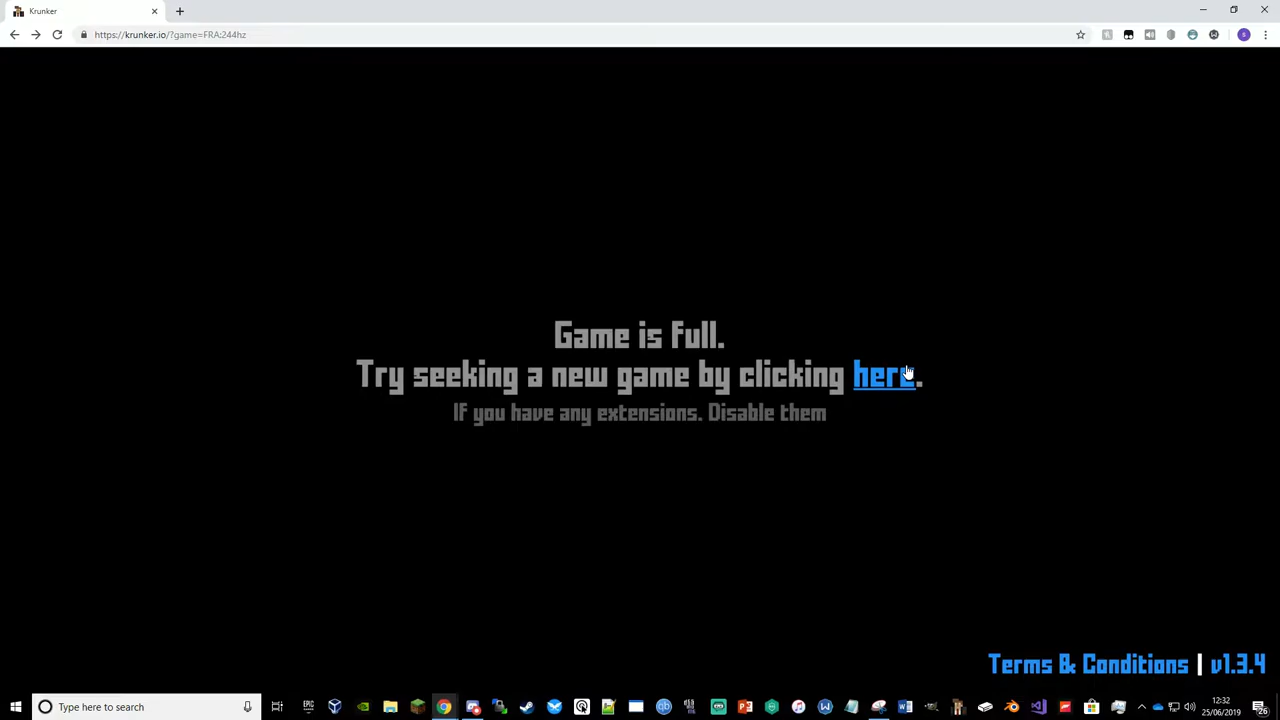 Krunker
https://krunker.io/?game=FRA:244hz
Game is full.
Try seeking a new game by clicking here.
If you have any extensions. Disable them
Terms & Conditions | v1.3.4
Type here to search
12:32
25/06/2019